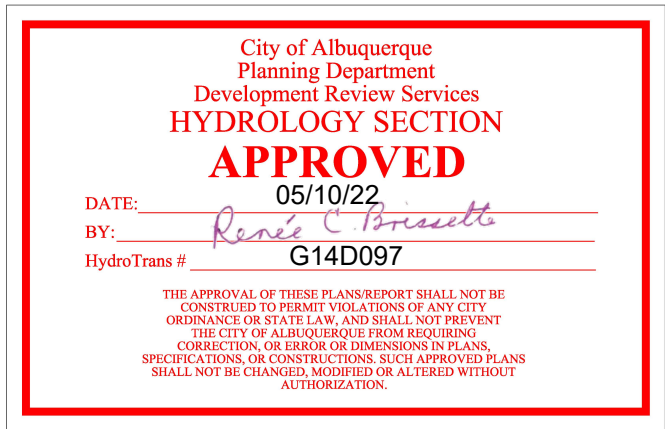 City of Albuquerque
Planning Department
Development Review Services
HYDROLOGY SECTION
APPROVED
DATE: 05/10/22
BY: Renée C. Brissette
HydroTrans # G14D097
THE APPROVAL OF THESE PLANS/REPORT SHALL NOT BE
CONSTRUED TO PERMIT VIOLATIONS OF ANY CITY
ORDINANCE OR STATE LAW, AND SHALL NOT PREVENT
THE CITY OF ALBUQUERQUE FROM REQUIRING
CORRECTION, OR ERROR OR DIMENSIONS IN PLANS,
SPECIFICATIONS, OR CONSTRUCTIONS. SUCH APPROVED PLANS
SHALL NOT BE CHANGED, MODIFIED OR ALTERED WITHOUT
AUTHORIZATION.